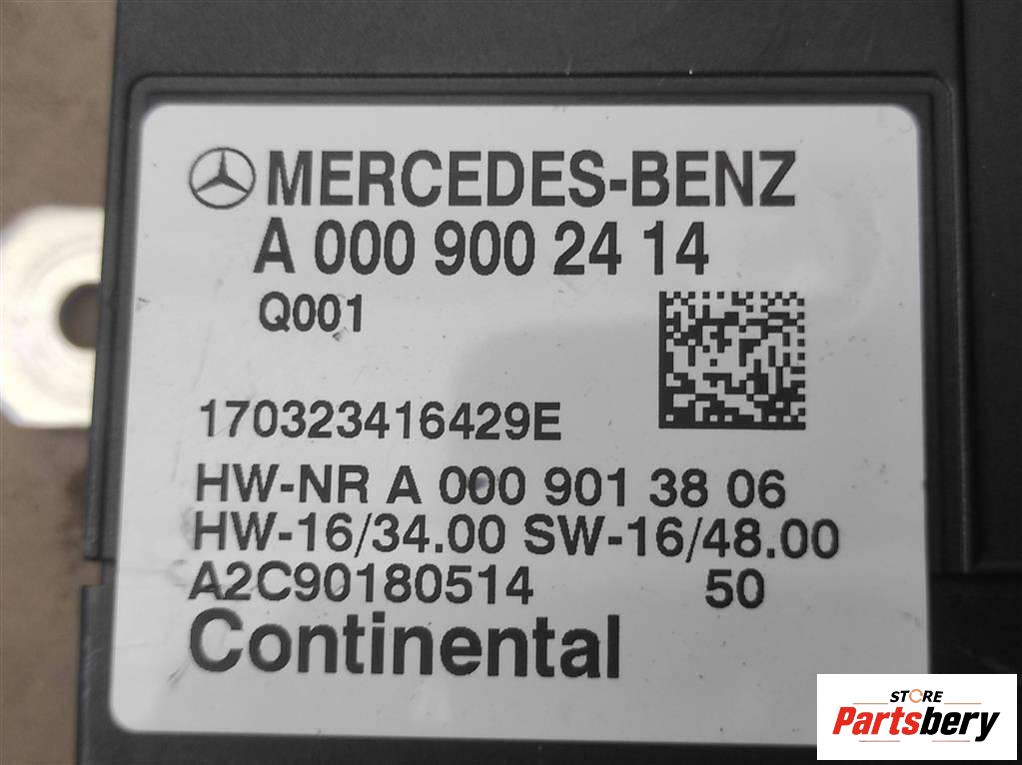 MERCEDES-BENZ
A 000 900 24 14
Q001
170323416429E
HW-NR A 000 901 38 06
HW-16/34.00 SW-16/48.00
A2C90180514 50
Continental
STORE
Partsbery